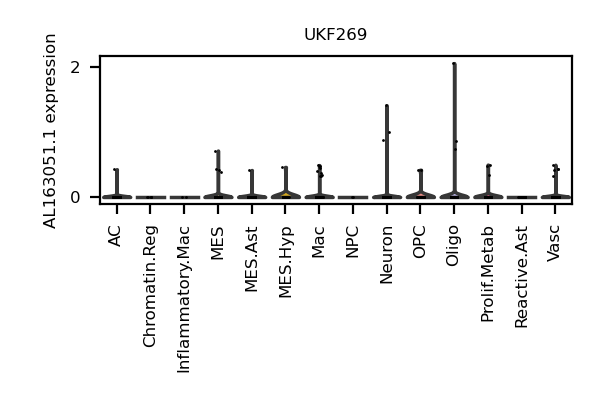 UKF269
AL163051.1 expression
2
0
AC
Chromatin.Reg
Inflammatory.Mac
MES
MES.Ast
MES.Hyp
Mac
NPC
Neuron
OPC
Oligo
Prolif.Metab
Reactive.Ast
Vasc